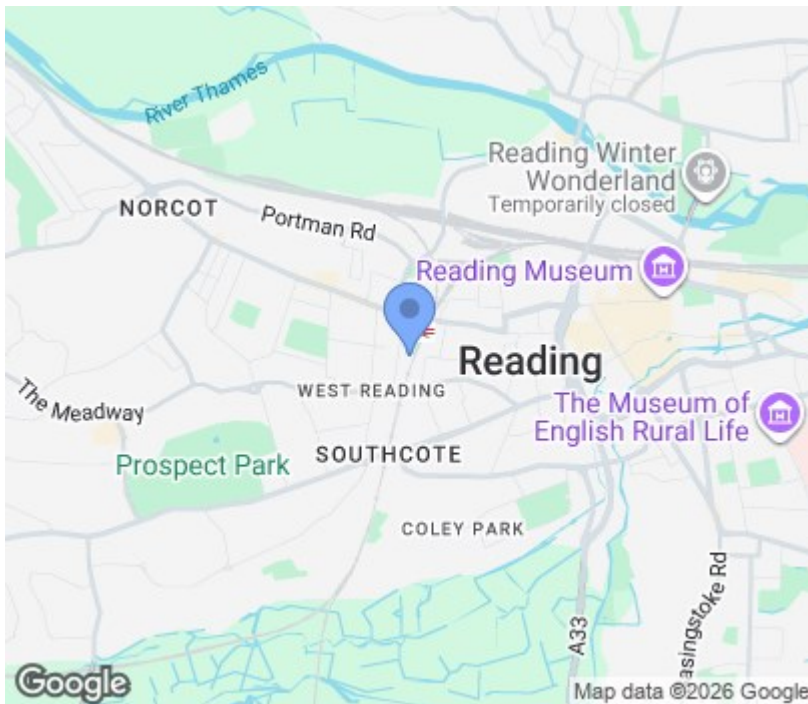 River Thames
Reading Winter
Wonderland
Temporarily closed
NORCOT
Portman Rd
Reading Museum
Reading
WEST READING
The Meadway
The Museum of
English Rural Life
SOUTHCOTE
Prospect Park
COLEY PARK
A33
asingstoke Rd
Google
Map data ©2026 Google